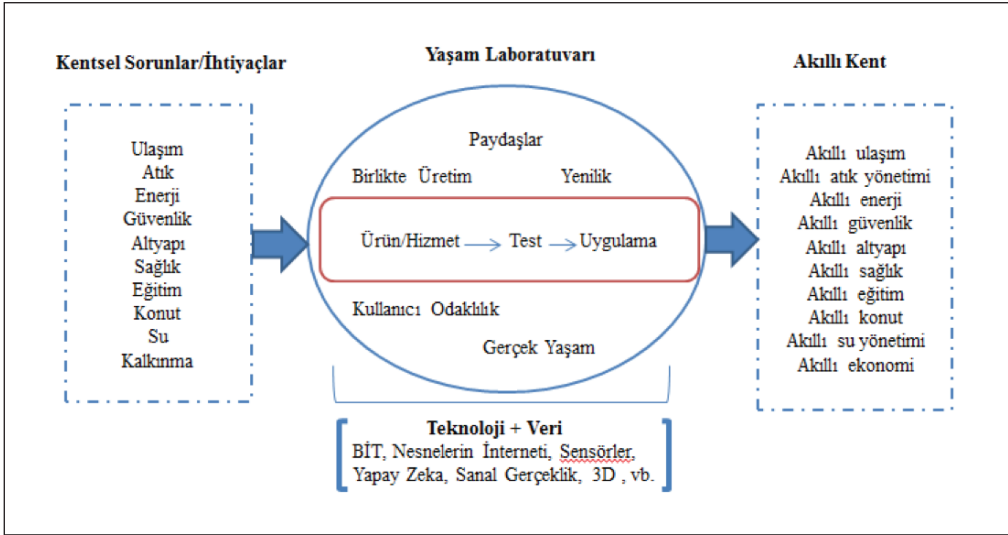 Kentsel Sorunlar/İhtiyaçlar
Ulaşım
Atık
Enerji
Güvenlik
Altyapı
Sağlık
Eğitim
Konut
Su
Kalkınma
Yaşam Laboratuvarı
Paydaşlar
Birlikte Üretim Yenilik
Ürün/Hizmet Test Uygulama
Kullanıcı Odaklılık
Gerçek Yaşam
Teknoloji + Veri
BİT, Nesnelerin İnterneti, Sensörler,
Yapay Zeka, Sanal Gerçeklik, 3D , vb.
Akıllı Kent
Akıllı ulaşım
Akıllı atık yönetimi
Akıllı enerji
Akıllı güvenlik
Akıllı altyapı
Akıllı sağlık
Akıllı eğitim
Akıllı konut
Akıllı su yönetimi
Akıllı ekonomi